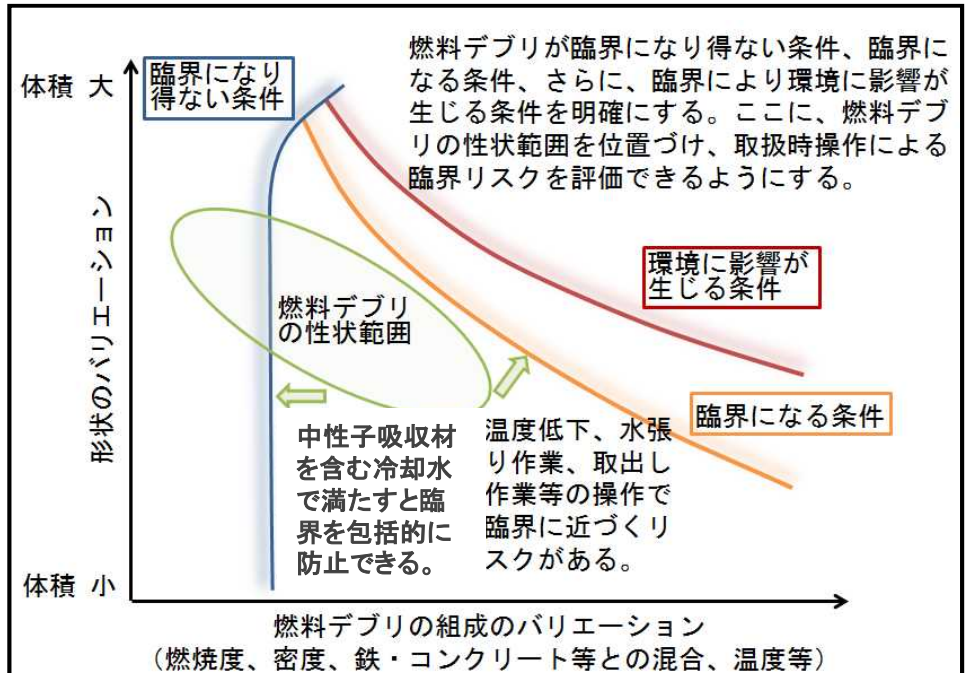 燃料デブリが臨界になり得ない条件、臨界に
なる条件、さらに、臨界により環境に影響が
生じる条件を明確にする。ここに、燃料デブ
リの性状範囲を位置づけ、取扱時操作による
臨界リスクを評価できるようにする。
体積 大
臨界になり
得ない条件
形状のバリエーション
環境に影響が
生じる条件
燃料デブリ
の性状範囲
臨界になる条件
中性子吸収材
を含む冷却水
で満たすと臨
界を包括的に
防止できる。
温度低下、水張
り作業、取出し
作業等の操作で
臨界に近づくリ
スクがある。
体積 小
燃料デブリの組成のバリエーション
（燃焼度、密度、鉄・コンクリート等との混合、温度等）